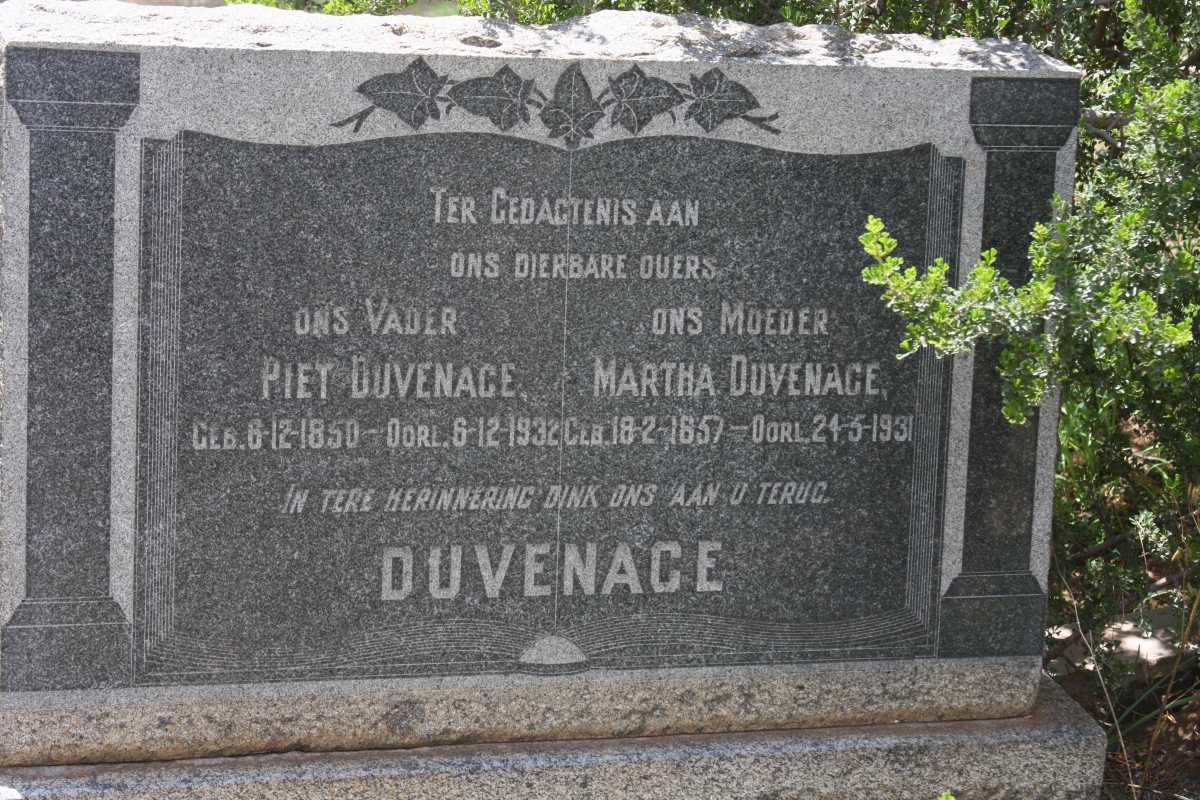 TER GEDAGTENIS AAN
ONS DIERBARE OUERS
ONS VADER
PIET DUVENAGE,
GEB. 6-12-1850 - OORL. 6-12-1932
ONS MOEDER
MARTHA DUVENAGE,
GEB. 18-2-1857 - OORL. 24-5-1931
IN TERE HERINNERING DINK ONS AAN U TERUG.
DUVENAGE